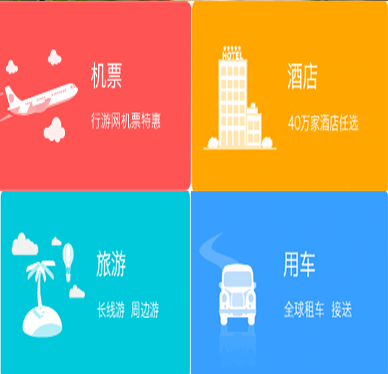 机票
行游网机票特惠
HOTEL
酒店
40万家酒店任选
旅游
长线游 周边游
用车
全球租车 接送